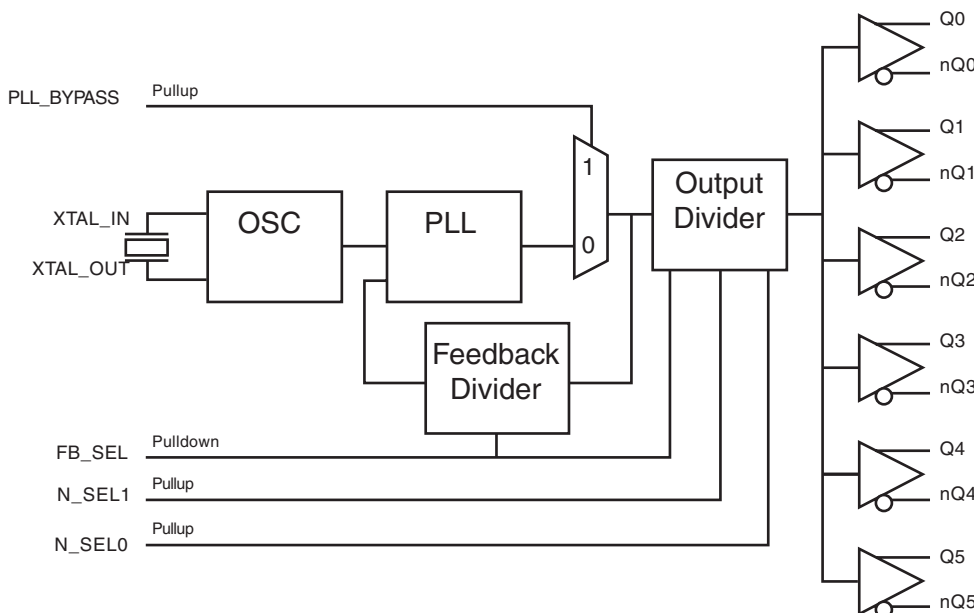 PLL_BYPASS
Pullup
XTAL_IN
XTAL_OUT
OSC
PLL
1
0
Output
Divider
Feedback
Divider
FB_SEL
Pulldown
N_SEL1
Pullup
N_SEL0
Pullup
Q0
nQ0
Q1
nQ1
Q2
nQ2
Q3
nQ3
Q4
nQ4
Q5
nQ5